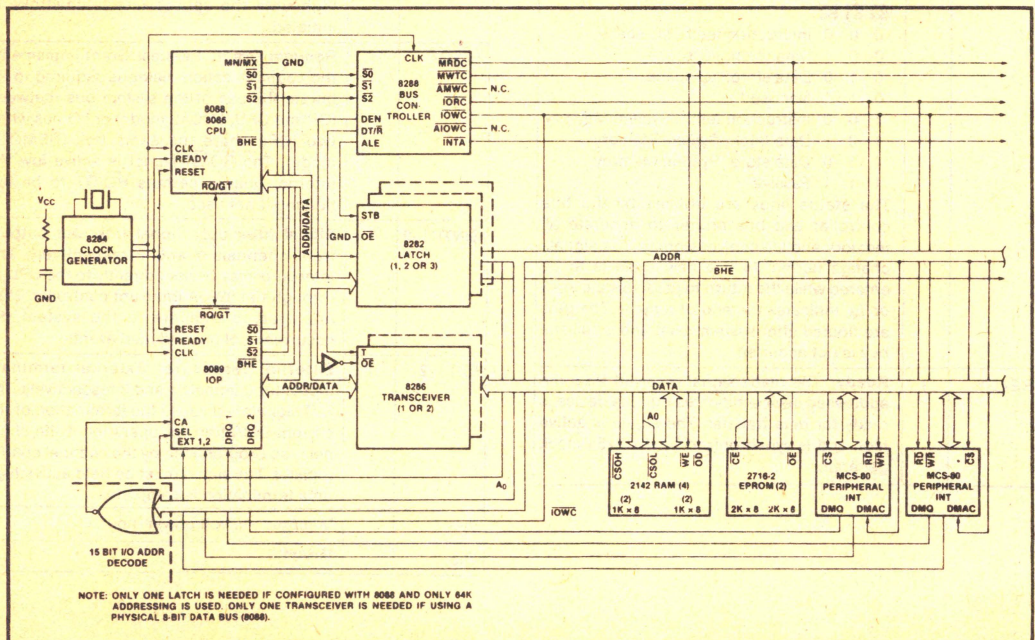 MN/MX
GND
S0
S1
S2
8088,
8086
CPU
BHE
CLK
READY
RESET
RQ/GT
VCC
8284
CLOCK
GENERATOR
GND
CLK
S0
S1
S2
8288
BUS
CON-
TROLLER
DEN
DT/R
ALE
MRDC
MWTC
AMWC
N.C.
IORC
IOWC
AIOWC
N.C.
INTA
ADDR/DATA
STB
GND
OE
8282
LATCH
(1, 2 OR 3)
ADDR
BHE
RQ/GT
RESET
READY
CLK
S0
S1
S2
BHE
8089
IOP
ADDR/DATA
T
OE
8286
TRANSCEIVER
(1 OR 2)
DATA
CA
SEL
EXT 1,2
DRQ 1
DRQ 2
A0
A0
CSOH
CSOL
WE
OD
2142 RAM (4)
(2)
1K x 8
(2)
1K x 8
CE
OE
2716-2
EPROM (2)
2K x 8
2K x 8
CS
RD
WR
MCS-80
PERIPHERAL
INT
DMQ
DMAC
RD
WR
CS
MCS-80
PERIPHERAL
INT
DMQ
DMAC
IOWC
15 BIT I/O ADDR
DECODE
NOTE: ONLY ONE LATCH IS NEEDED IF CONFIGURED WITH 8088 AND ONLY 64K
ADDRESSING IS USED. ONLY ONE TRANSCEIVER IS NEEDED IF USING A
PHYSICAL 8-BIT DATA BUS (8088).